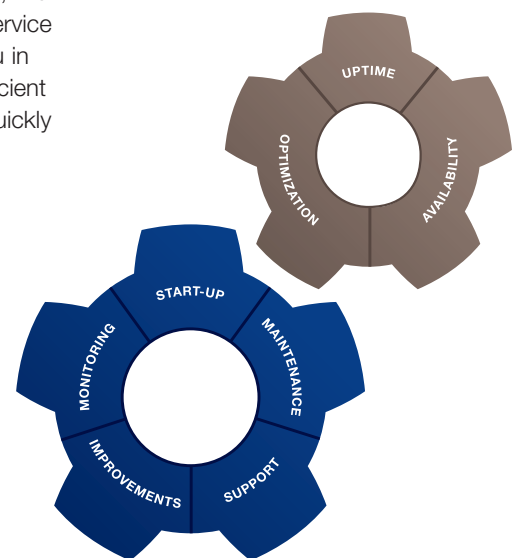 ervice
u in
cient
uickly
UPTIME
OPTIMIZATION
AVAILABILITY
START-UP
MONITORING
MAINTENANCE
IMPROVEMENTS
SUPPORT